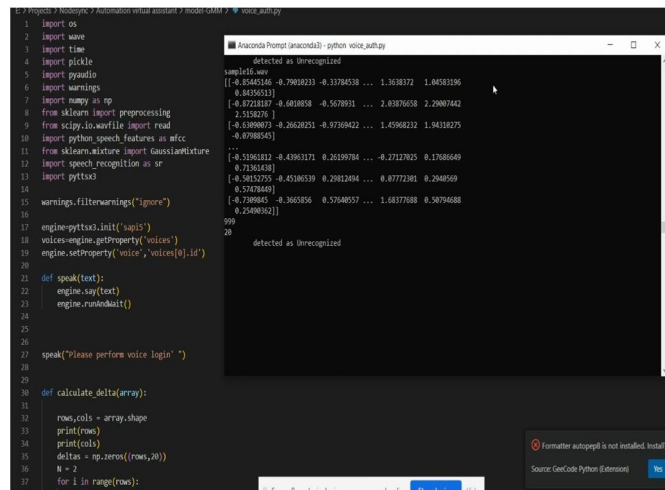 E: > Projects > Nodesync > Automation virtual assistant > model-GMM > voice_auth.py
1 import os
2 import wave
3 import time
4 import pickle
5 import pyaudio
6 import warnings
7 import numpy as np
8 from sklearn import preprocessing
9 from scipy.io.wavfile import read
10 import python_speech_features as mfcc
11 from sklearn.mixture import GaussianMixture
12 import speech_recognition as sr
13 import pyttsx3
14
15 warnings.filterwarnings("ignore")
16
17 engine=pyttsx3.init('sapi5')
18 voices=engine.getProperty('voices')
19 engine.setProperty('voice','voices[0].id')
20
21 def speak(text):
22 engine.say(text)
23 engine.runAndWait()
24
25
26
27 speak("Please perform voice login' ")
28
29
30 def calculate_delta(array):
31
32 rows,cols = array.shape
33 print(rows)
34 print(cols)
35 deltas = np.zeros((rows,20))
36 N = 2
37 for i in range(rows):
Anaconda Prompt (anaconda3) - python voice_auth.py
detected as Unrecognized
sample16.wav
[[-0.85445146 -0.79010233 -0.33784538 ... 1.3638372 1.04583196
0.84356513]
[-0.87218187 -0.6010858 -0.5678931 ... 2.03876658 2.29007442
2.5158276 ]
[-0.63090073 -0.26620251 -0.97369422 ... 1.45968232 1.94310275
-0.07988545]
...
[-0.51961812 -0.43963171 0.26199784 ... -0.27127025 0.17686649
0.71361438]
[-0.50152755 -0.45106539 0.29812494 ... 0.07772301 0.2940569
0.57478449]
[-0.7309845 -0.3665856 0.57640557 ... 1.68377688 0.50794688
0.25490362]]
999
20
detected as Unrecognized
Formatter autopep8 is not installed. Install?
Source: GeeCode Python (Extension)
Yes